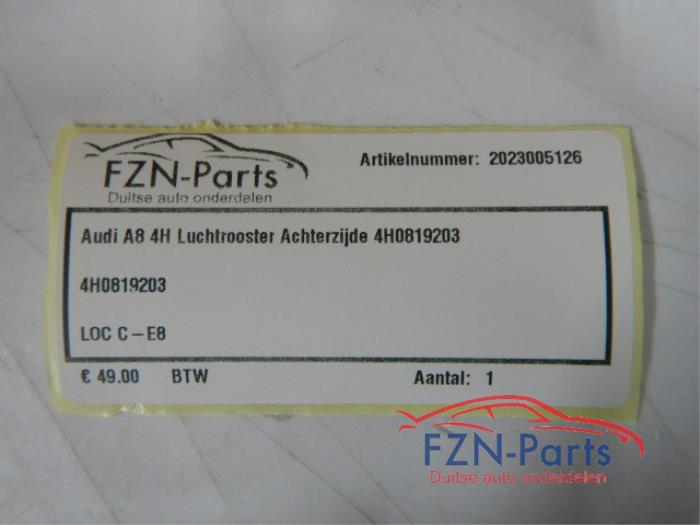 FZN-Parts
Duitse auto onderdelen
Artikelnummer: 2023005126
Audi A8 4H Luchtrooster Achterzijde 4H0819203
4H0819203
LOC C-E8
€ 49.00 BTW Aantal: 1
FZN-Parts
Duitse auto onderdelen